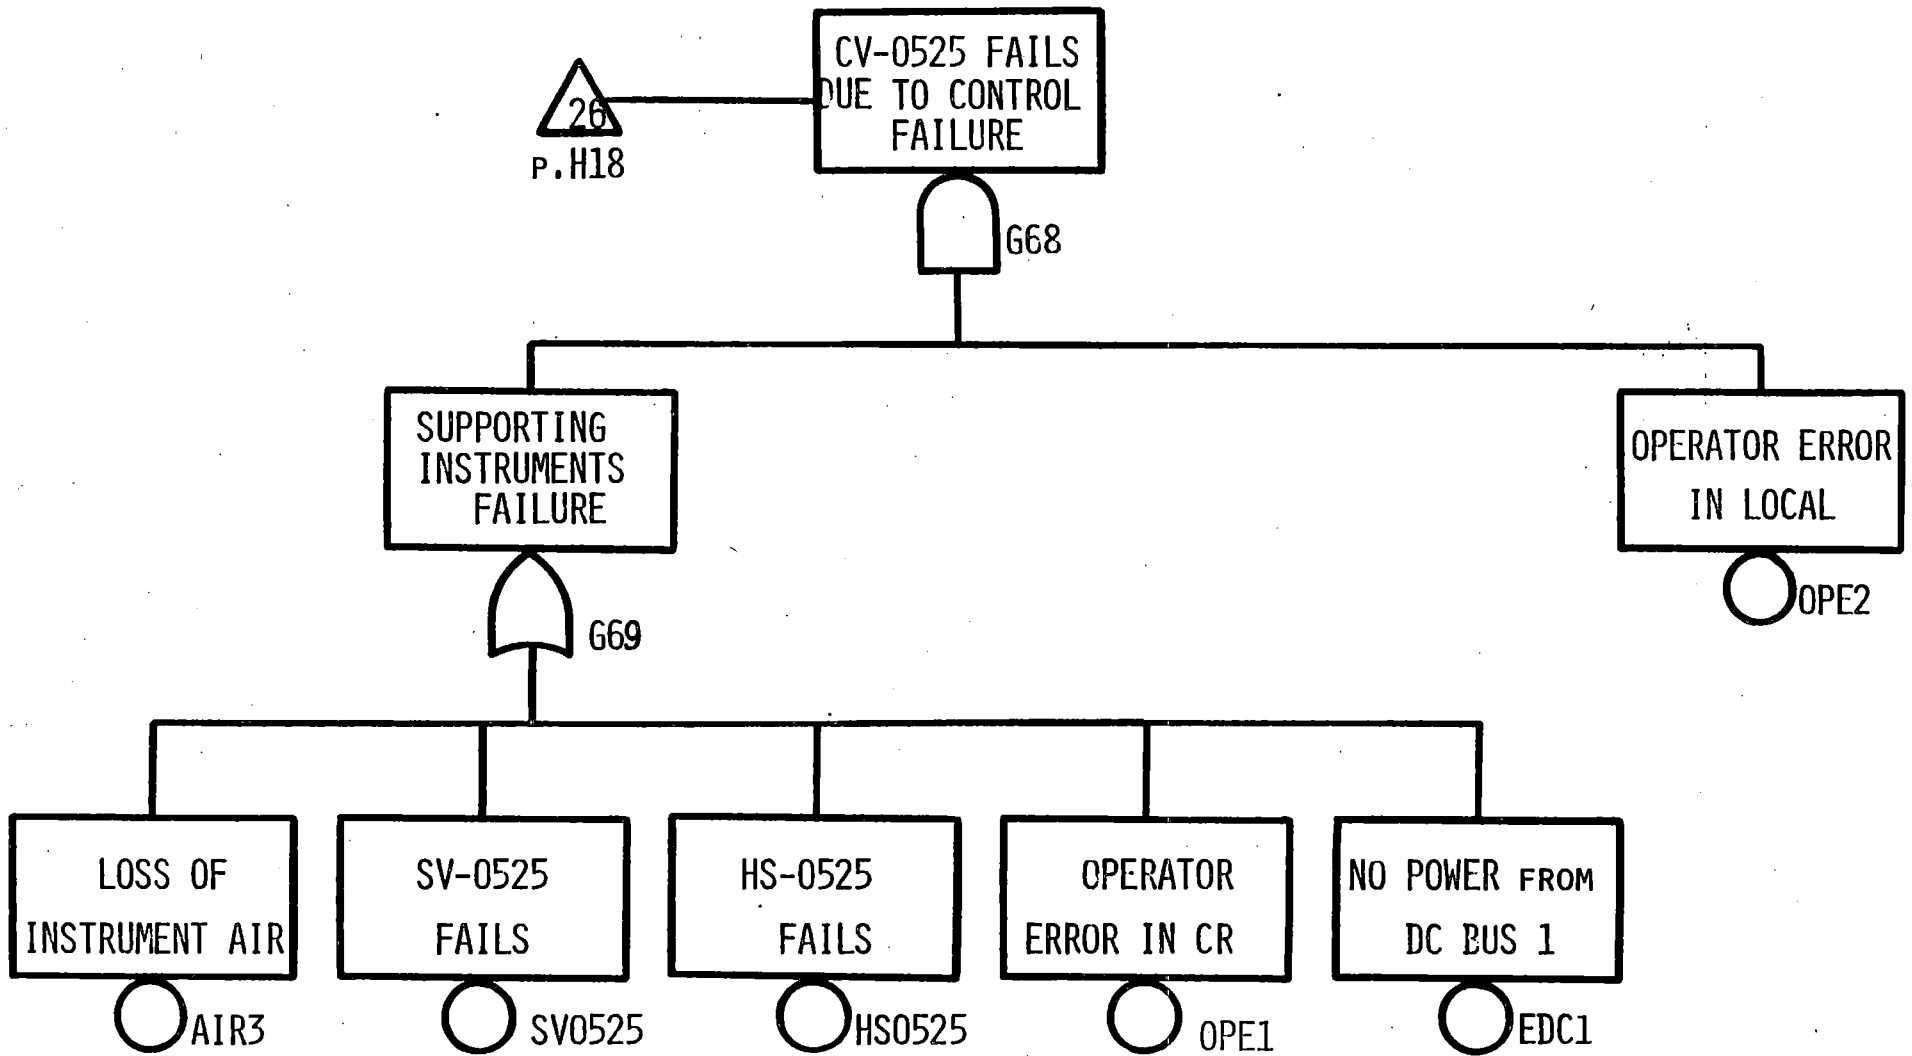 CV-0525 FAILS
DUE TO CONTROL
FAILURE
26
P.H18
G68
SUPPORTING
INSTRUMENTS
FAILURE
OPERATOR ERROR
IN LOCAL
OPE2
G69
LOSS OF
INSTRUMENT AIR
AIR3
SV-0525
FAILS
SV0525
HS-0525
FAILS
HS0525
OPERATOR
ERROR IN CR
OPE1
NO POWER FROM
DC BUS 1
EDC1